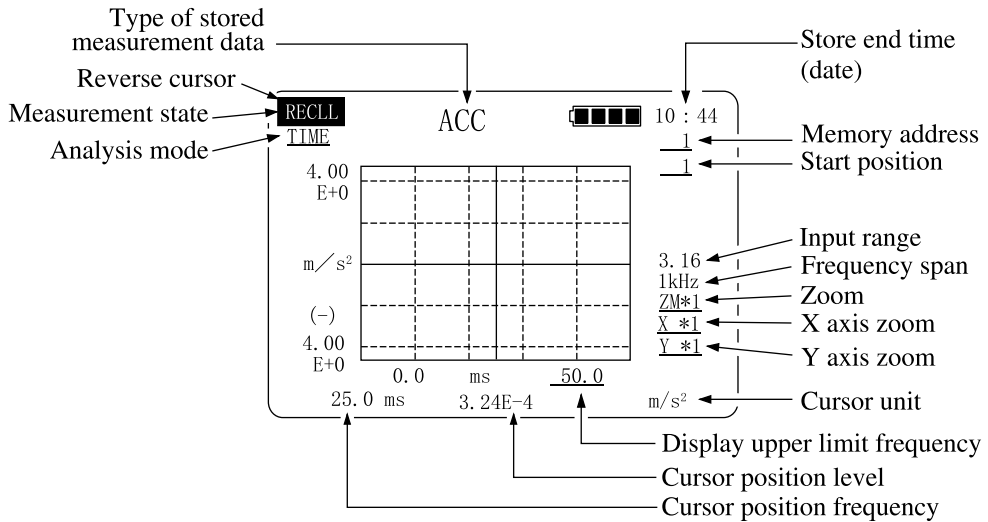 Type of stored
measurement data
Store end time
(date)
Reverse cursor
Measurement state
Analysis mode
RECLL
TIME
ACC
10 : 44
1
1
Memory address
Start position
4.00
E+0
m/s²
(-)
4.00
E+0
3.16
1kHz
ZM*1
X *1
Y *1
Input range
Frequency span
Zoom
X axis zoom
Y axis zoom
0.0 ms 50.0
25.0 ms 3.24E-4 m/s²
Cursor unit
Display upper limit frequency
Cursor position level
Cursor position frequency